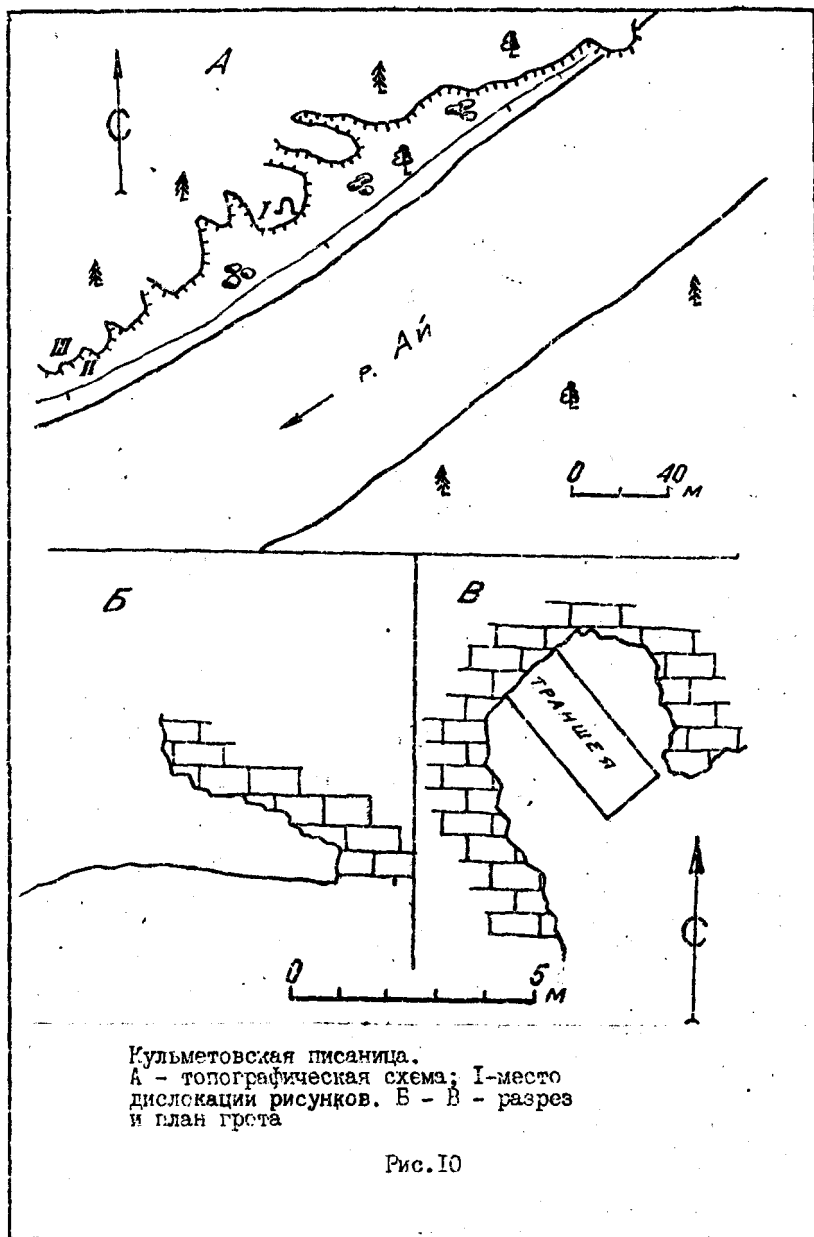 А
С
I
III
II
р. Ай
0 40
м
Б
В
ТРАНШЕЯ
С
0 5
м
Кульметовская писаница.
А - топографическая схема; I-место
дислокации рисунков. Б - В - разрез
и план грота
Рис.10